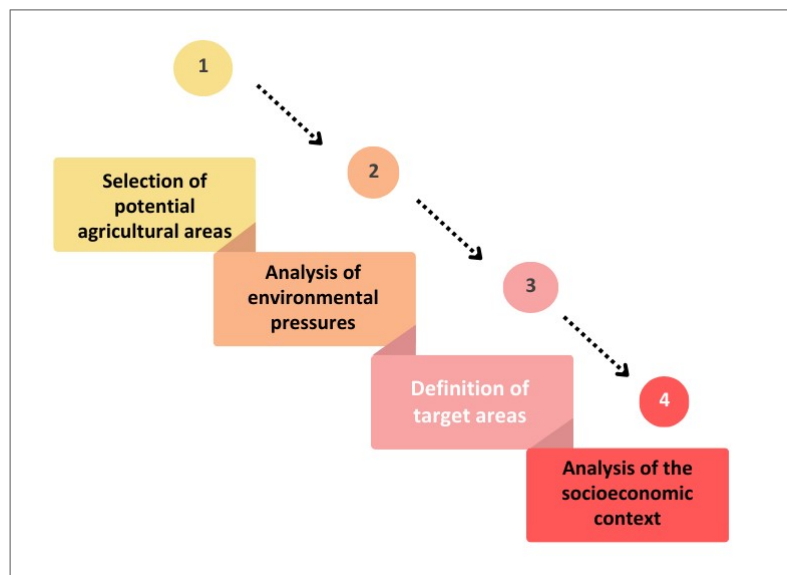 1
Selection of
potential
agricultural areas
2
Analysis of
environmental
pressures
3
Definition of
target areas
4
Analysis of the
socioeconomic
context